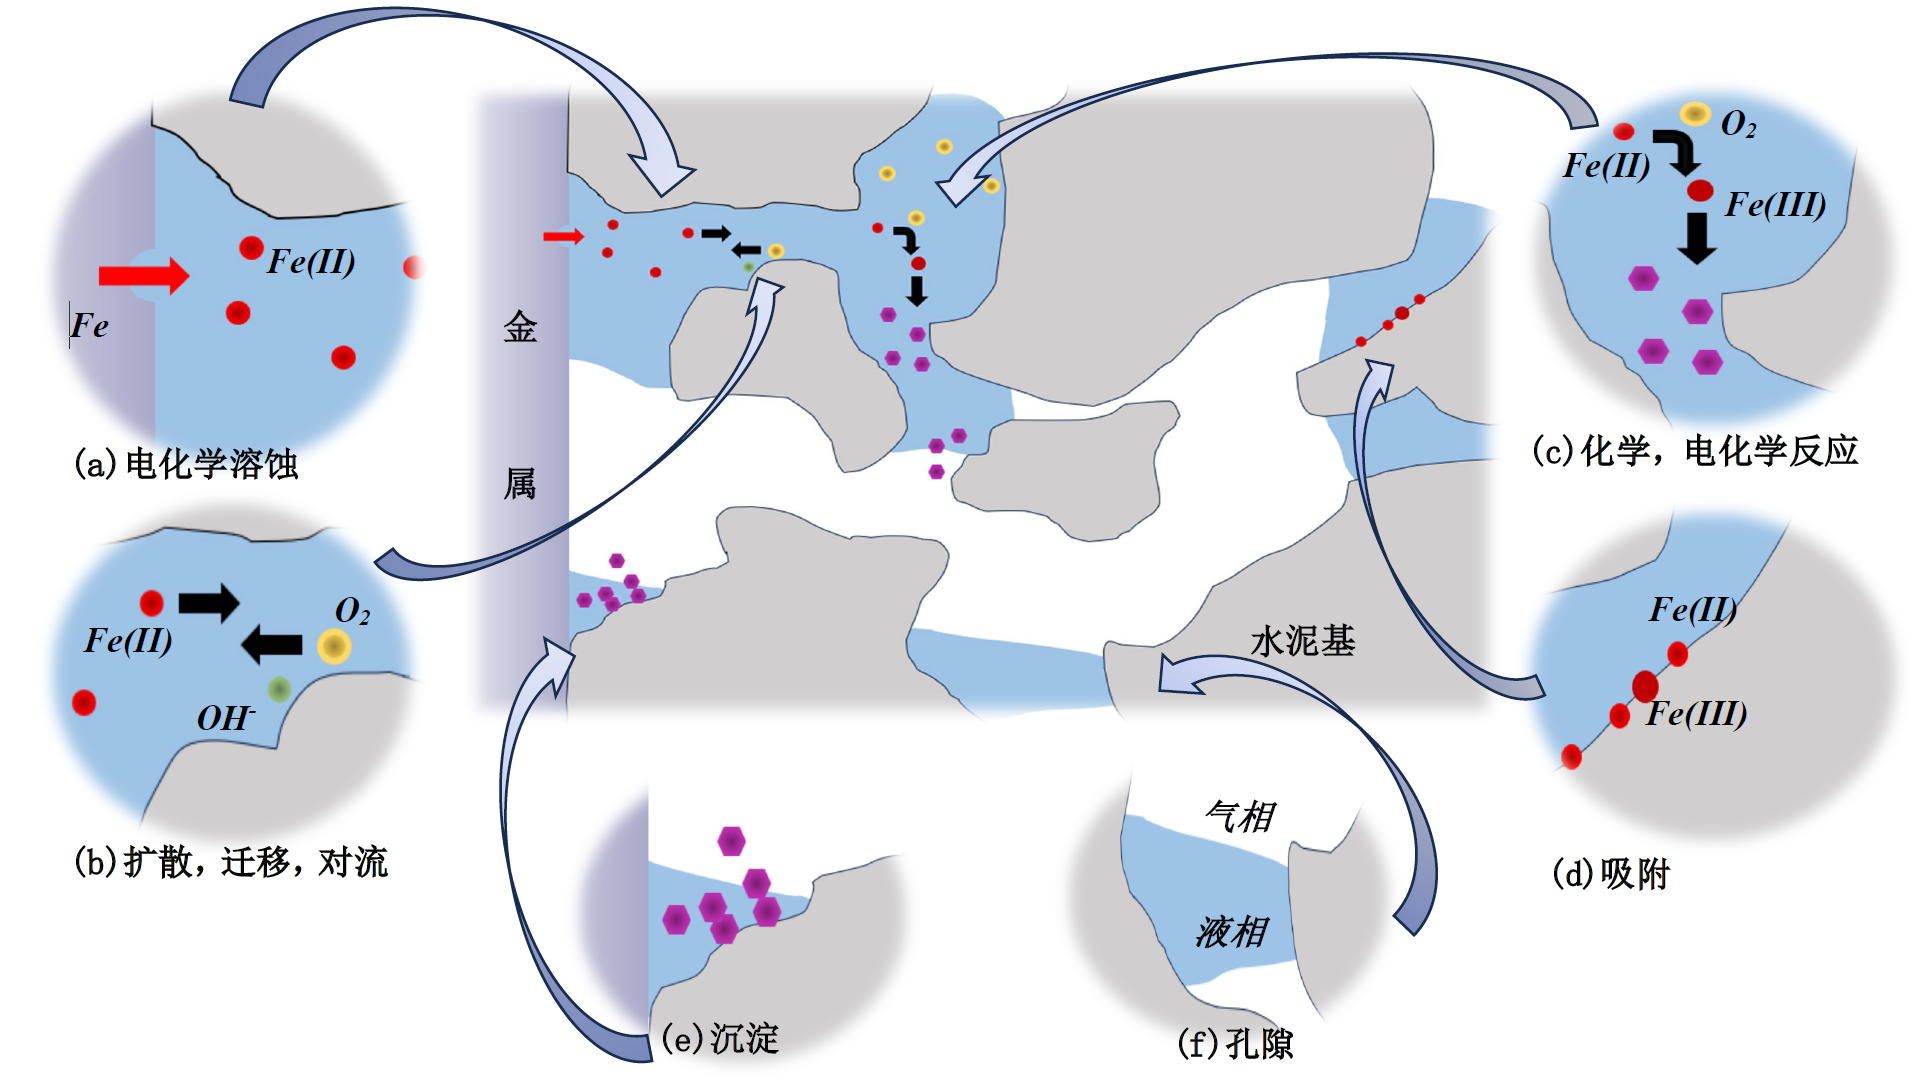 Fe(II)
Fe
(a)电化学溶蚀
O2
Fe(II)
OH-
(b)扩散，迁移，对流
金
属
水泥基
O2
Fe(II)
Fe(III)
(c)化学，电化学反应
Fe(II)
Fe(III)
(d)吸附
(e)沉淀
气相
液相
(f)孔隙